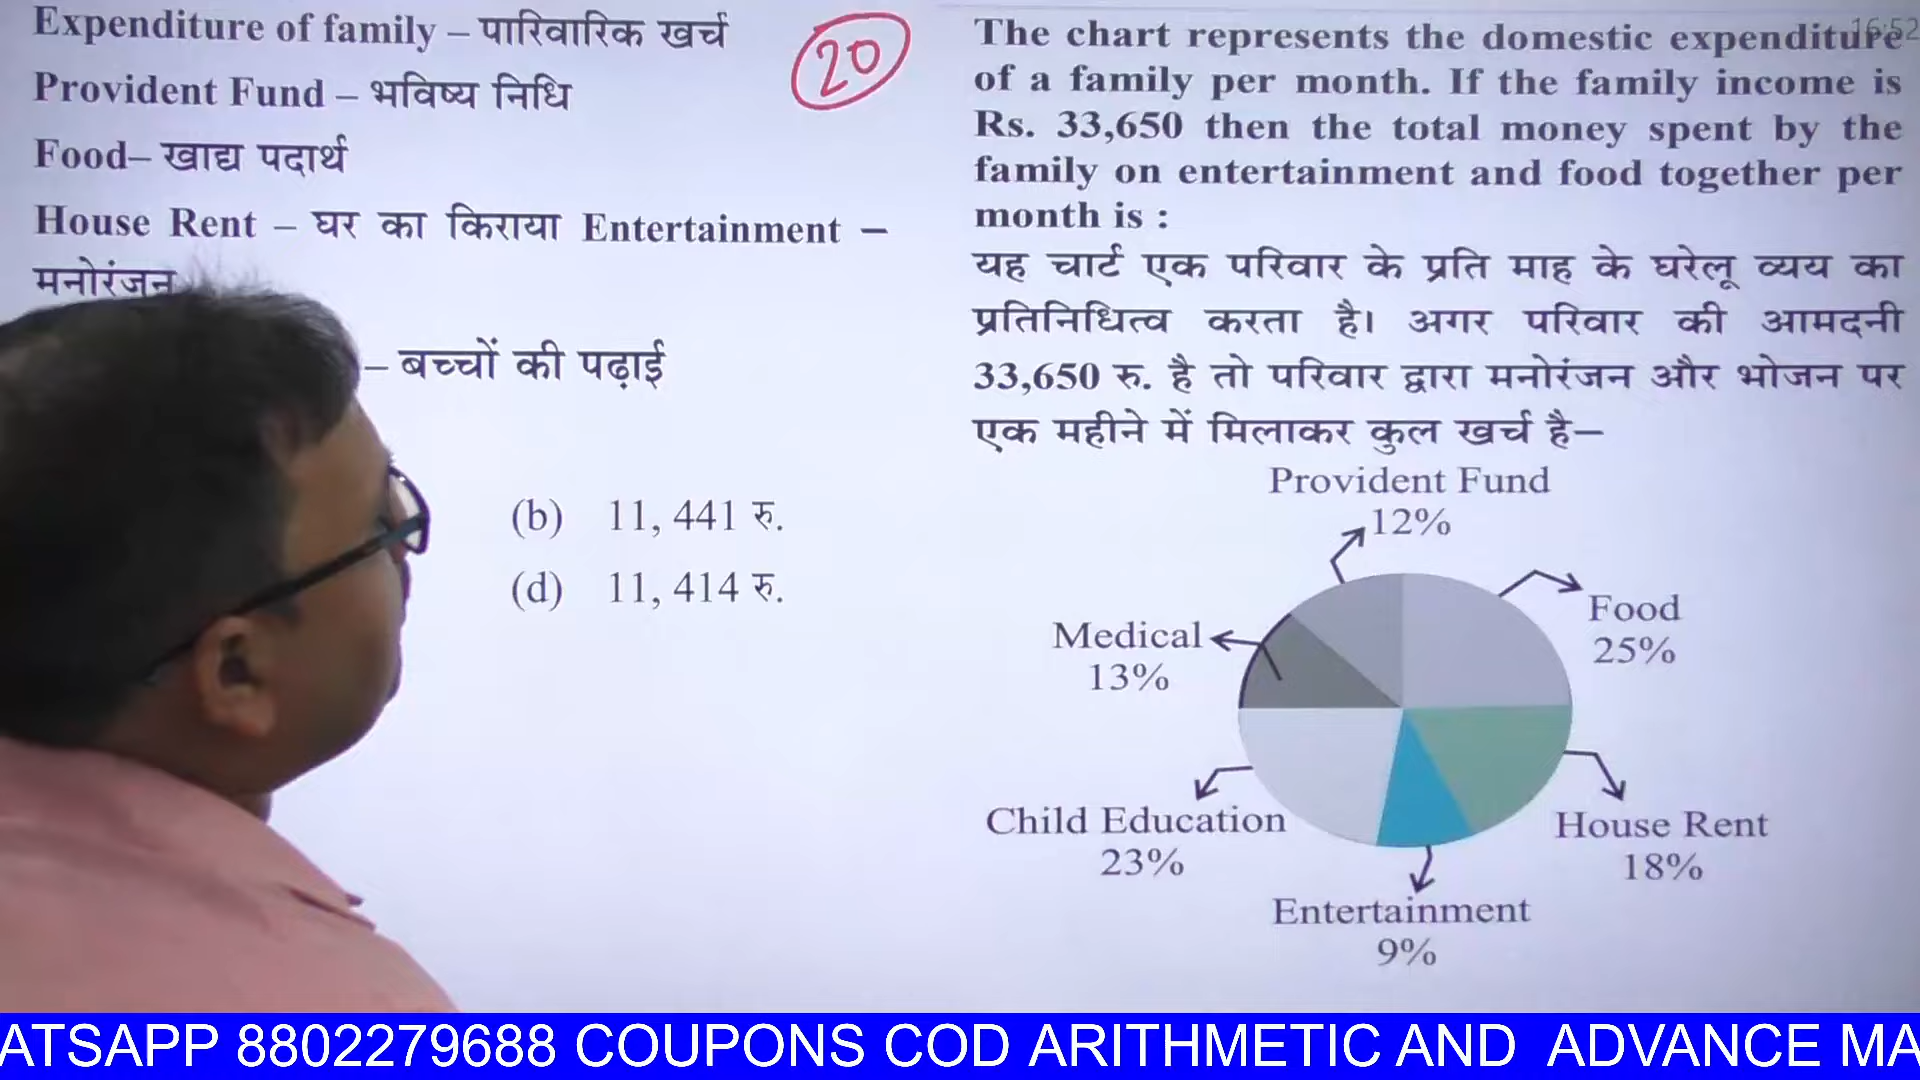 Expenditure of family – पारिवारिक खर्च
Provident Fund – भविष्य निधि
Food– खाद्य पदार्थ
House Rent – घर का किराया Entertainment –
मनोरंजन
– बच्चों की पढ़ाई
(b) 11, 441 रु.
(d) 11, 414 रु.
20
16:52
The chart represents the domestic expenditure
of a family per month. If the family income is
Rs. 33,650 then the total money spent by the
family on entertainment and food together per
month is :
यह चार्ट एक परिवार के प्रति माह के घरेलू व्यय का
प्रतिनिधित्व करता है। अगर परिवार की आमदनी
33,650 रु. है तो परिवार द्वारा मनोरंजन और भोजन पर
एक महीने में मिलाकर कुल खर्च है–
Provident Fund
12%
Food
25%
Medical
13%
Child Education
23%
House Rent
18%
Entertainment
9%
ATSAPP 8802279688 COUPONS COD ARITHMETIC AND ADVANCE MA